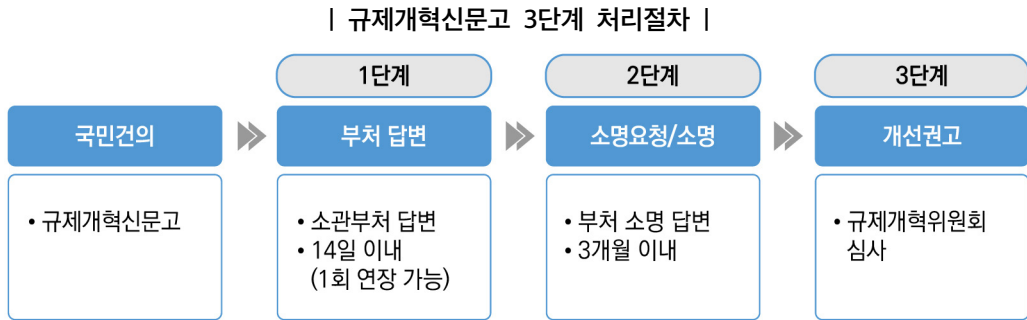 | 규제개혁신문고 3단계 처리절차 |
1단계
2단계
3단계
국민건의
부처 답변
소명요청/소명
개선권고
• 규제개혁신문고
• 소관부처 답변
• 14일 이내
(1회 연장 가능)
• 부처 소명 답변
• 3개월 이내
• 규제개혁위원회
심사